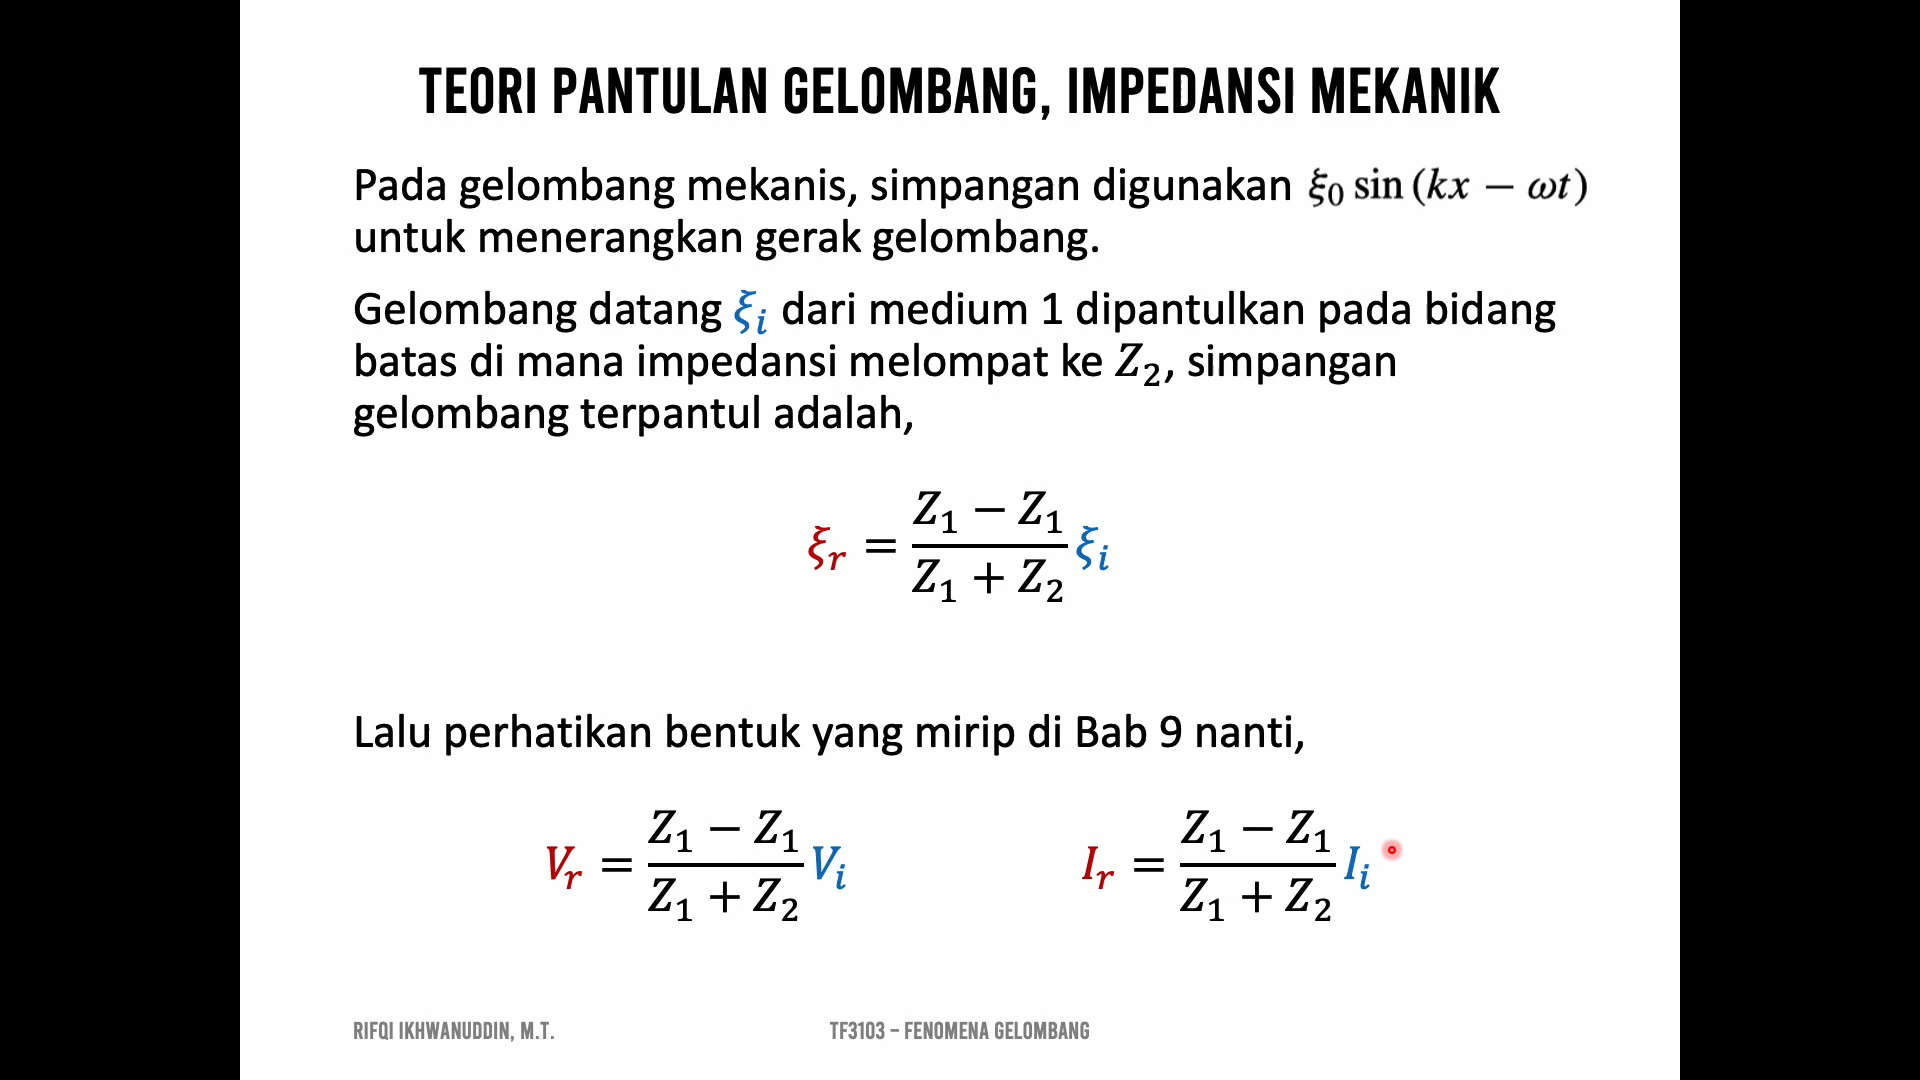 TEORI PANTULAN GELOMBANG, IMPEDANSI MEKANIK
Pada gelombang mekanis, simpangan digunakan ξ₀ sin (kx − ωt)
untuk menerangkan gerak gelombang.
Gelombang datang ξᵢ dari medium 1 dipantulkan pada bidang
batas di mana impedansi melompat ke Z₂, simpangan
gelombang terpantul adalah,
ξᵣ = (Z₁ − Z₁)/(Z₁ + Z₂) ξᵢ
Lalu perhatikan bentuk yang mirip di Bab 9 nanti,
Vᵣ = (Z₁ − Z₁)/(Z₁ + Z₂) Vᵢ
Iᵣ = (Z₁ − Z₁)/(Z₁ + Z₂) Iᵢ
RIFQI IKHWANUDDIN, M.T.
TF3103 – FENOMENA GELOMBANG